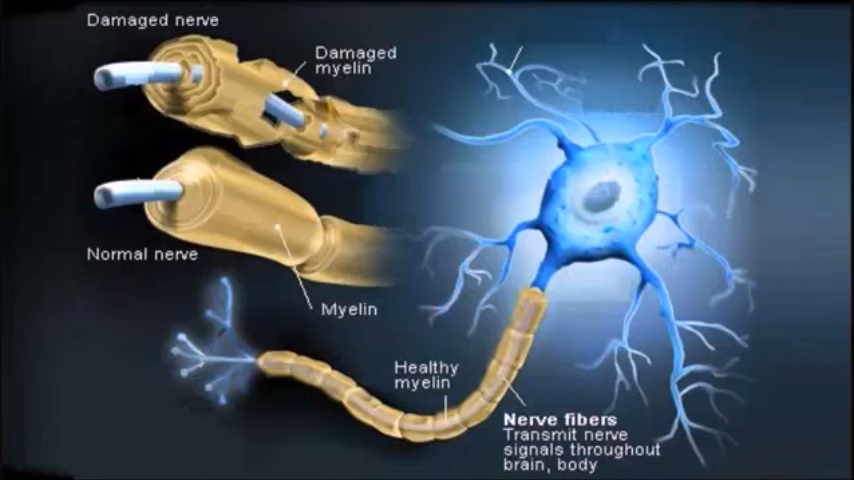 Damaged nerve
Damaged
myelin
Normal nerve
Myelin
Healthy
myelin
Nerve fibers
Transmit nerve
signals throughout
brain, body